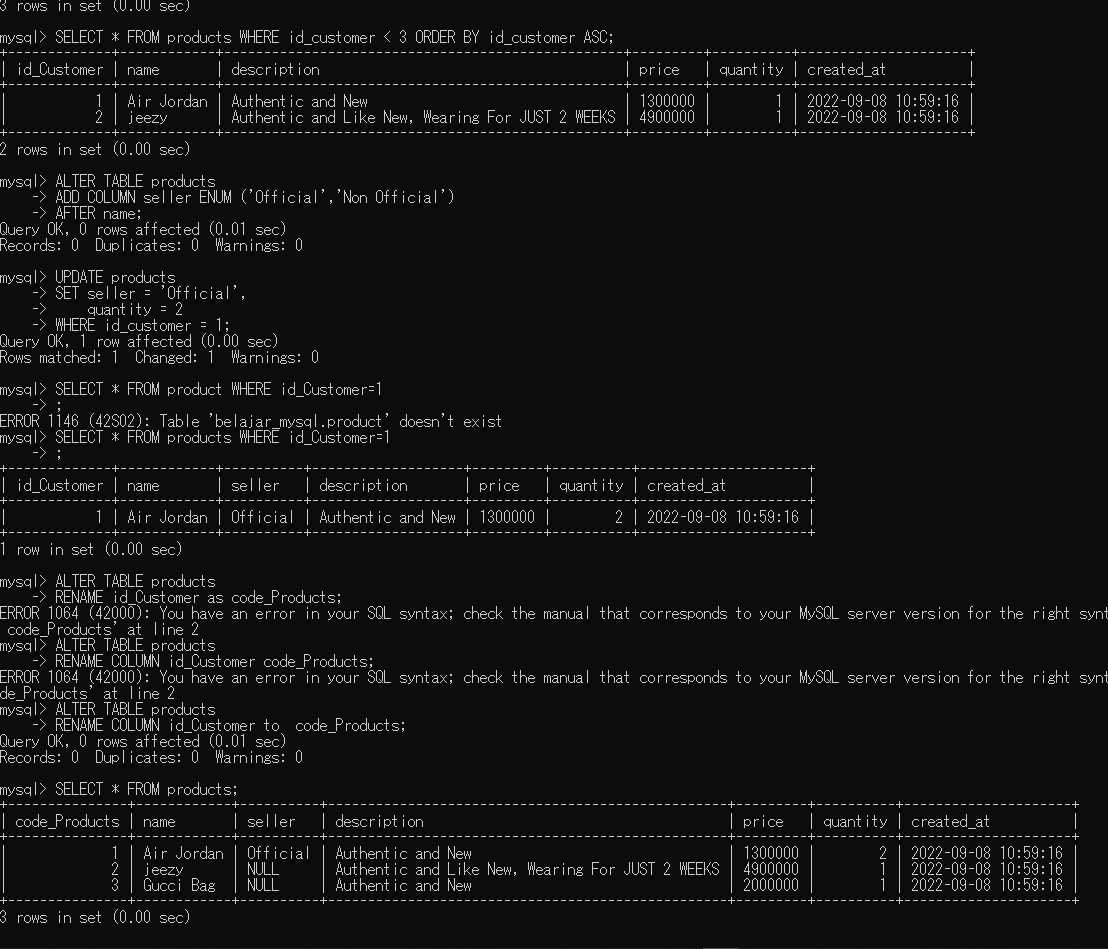 3 rows in set (0.00 sec)
mysql> SELECT * FROM products WHERE id_customer < 3 ORDER BY id_customer ASC;
+-------------+------------+--------------------------------------------------+---------+----------+---------------------+
| id_Customer | name       | description                                      | price   | quantity | created_at          |
+-------------+------------+--------------------------------------------------+---------+----------+---------------------+
|           1 | Air Jordan | Authentic and New                                | 1300000 |        1 | 2022-09-08 10:59:16 |
|           2 | jeezy      | Authentic and Like New, Wearing For JUST 2 WEEKS | 4900000 |        1 | 2022-09-08 10:59:16 |
+-------------+------------+--------------------------------------------------+---------+----------+---------------------+
2 rows in set (0.00 sec)
mysql> ALTER TABLE products
    -> ADD COLUMN seller ENUM ('Official','Non Official')
    -> AFTER name;
Query OK, 0 rows affected (0.01 sec)
Records: 0  Duplicates: 0  Warnings: 0
mysql> UPDATE products
    -> SET seller = 'Official',
    ->     quantity = 2
    -> WHERE id_customer = 1;
Query OK, 1 row affected (0.00 sec)
Rows matched: 1  Changed: 1  Warnings: 0
mysql> SELECT * FROM product WHERE id_Customer=1
    -> ;
ERROR 1146 (42S02): Table 'belajar_mysql.product' doesn't exist
mysql> SELECT * FROM products WHERE id_Customer=1
    -> ;
+-------------+------------+----------+-------------------+---------+----------+---------------------+
| id_Customer | name       | seller   | description       | price   | quantity | created_at          |
+-------------+------------+----------+-------------------+---------+----------+---------------------+
|           1 | Air Jordan | Official | Authentic and New | 1300000 |        2 | 2022-09-08 10:59:16 |
+-------------+------------+----------+-------------------+---------+----------+---------------------+
1 row in set (0.00 sec)
mysql> ALTER TABLE products
    -> RENAME id_Customer as code_Products;
ERROR 1064 (42000): You have an error in your SQL syntax; check the manual that corresponds to your MySQL server version for the right synt
 code_Products' at line 2
mysql> ALTER TABLE products
    -> RENAME COLUMN id_Customer code_Products;
ERROR 1064 (42000): You have an error in your SQL syntax; check the manual that corresponds to your MySQL server version for the right synt
de_Products' at line 2
mysql> ALTER TABLE products
    -> RENAME COLUMN id_Customer to  code_Products;
Query OK, 0 rows affected (0.01 sec)
Records: 0  Duplicates: 0  Warnings: 0
mysql> SELECT * FROM products;
+---------------+------------+----------+--------------------------------------------------+---------+----------+---------------------+
| code_Products | name       | seller   | description                                      | price   | quantity | created_at          |
+---------------+------------+----------+--------------------------------------------------+---------+----------+---------------------+
|             1 | Air Jordan | Official | Authentic and New                                | 1300000 |        2 | 2022-09-08 10:59:16 |
|             2 | jeezy      | NULL     | Authentic and Like New, Wearing For JUST 2 WEEKS | 4900000 |        1 | 2022-09-08 10:59:16 |
|             3 | Gucci Bag  | NULL     | Authentic and New                                | 2000000 |        1 | 2022-09-08 10:59:16 |
+---------------+------------+----------+--------------------------------------------------+---------+----------+---------------------+
3 rows in set (0.00 sec)